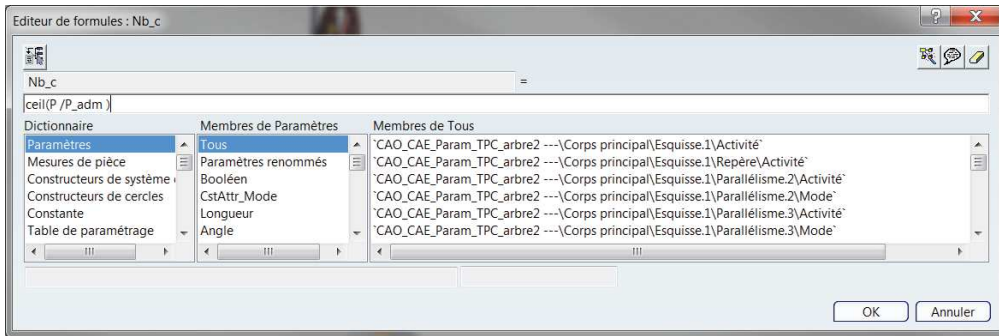 Editeur de formules : Nb_c
Nb_c =
ceil(P /P_adm )
Dictionnaire Membres de Paramètres Membres de Tous
Paramètres Tous `CAO_CAE_Param_TPC_arbre2 ---\Corps principal\Esquisse.1\Activité`
Mesures de pièce Paramètres renommés `CAO_CAE_Param_TPC_arbre2 ---\Corps principal\Esquisse.1\Repère\Activité`
Constructeurs de système Booléen `CAO_CAE_Param_TPC_arbre2 ---\Corps principal\Esquisse.1\Parallélisme.2\Activité`
Constructeurs de cercles CstAttr_Mode `CAO_CAE_Param_TPC_arbre2 ---\Corps principal\Esquisse.1\Parallélisme.2\Mode`
Constante Longueur `CAO_CAE_Param_TPC_arbre2 ---\Corps principal\Esquisse.1\Parallélisme.3\Activité`
Table de paramétrage Angle `CAO_CAE_Param_TPC_arbre2 ---\Corps principal\Esquisse.1\Parallélisme.3\Mode`
OK Annuler